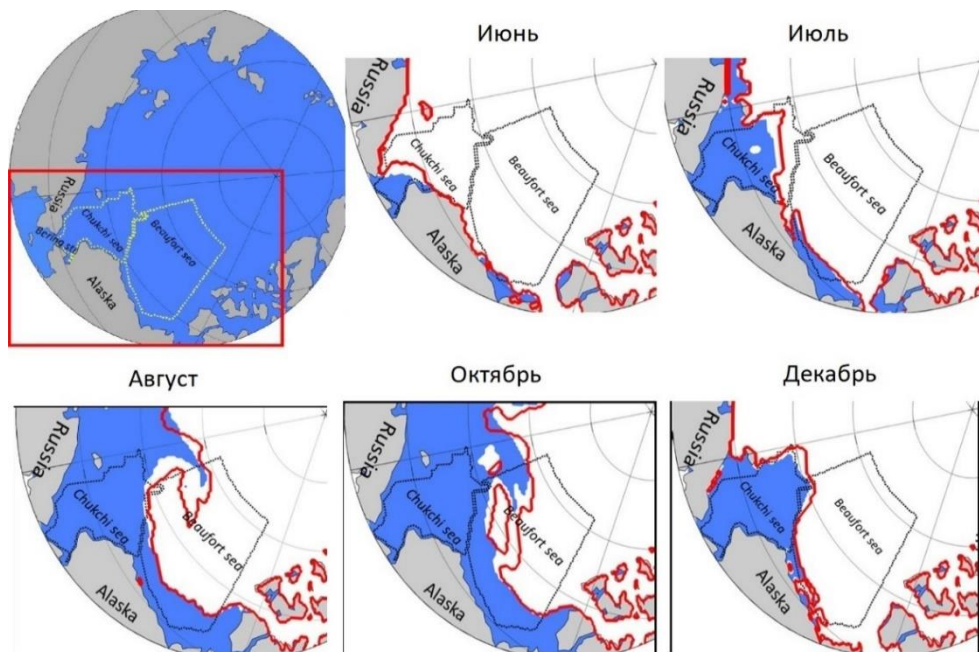 Июнь
Июль
Russia
Chukchi sea
Bering str
Beaufort sea
Alaska
Russia
Chukchi sea
Beaufort sea
Alaska
Russia
Chukchi sea
Beaufort sea
Alaska
Август
Октябрь
Декабрь
Russia
Chukchi sea
Beaufort sea
Alaska
Russia
Chukchi sea
Beaufort sea
Alaska
Russia
Chukchi sea
Beaufort sea
Alaska